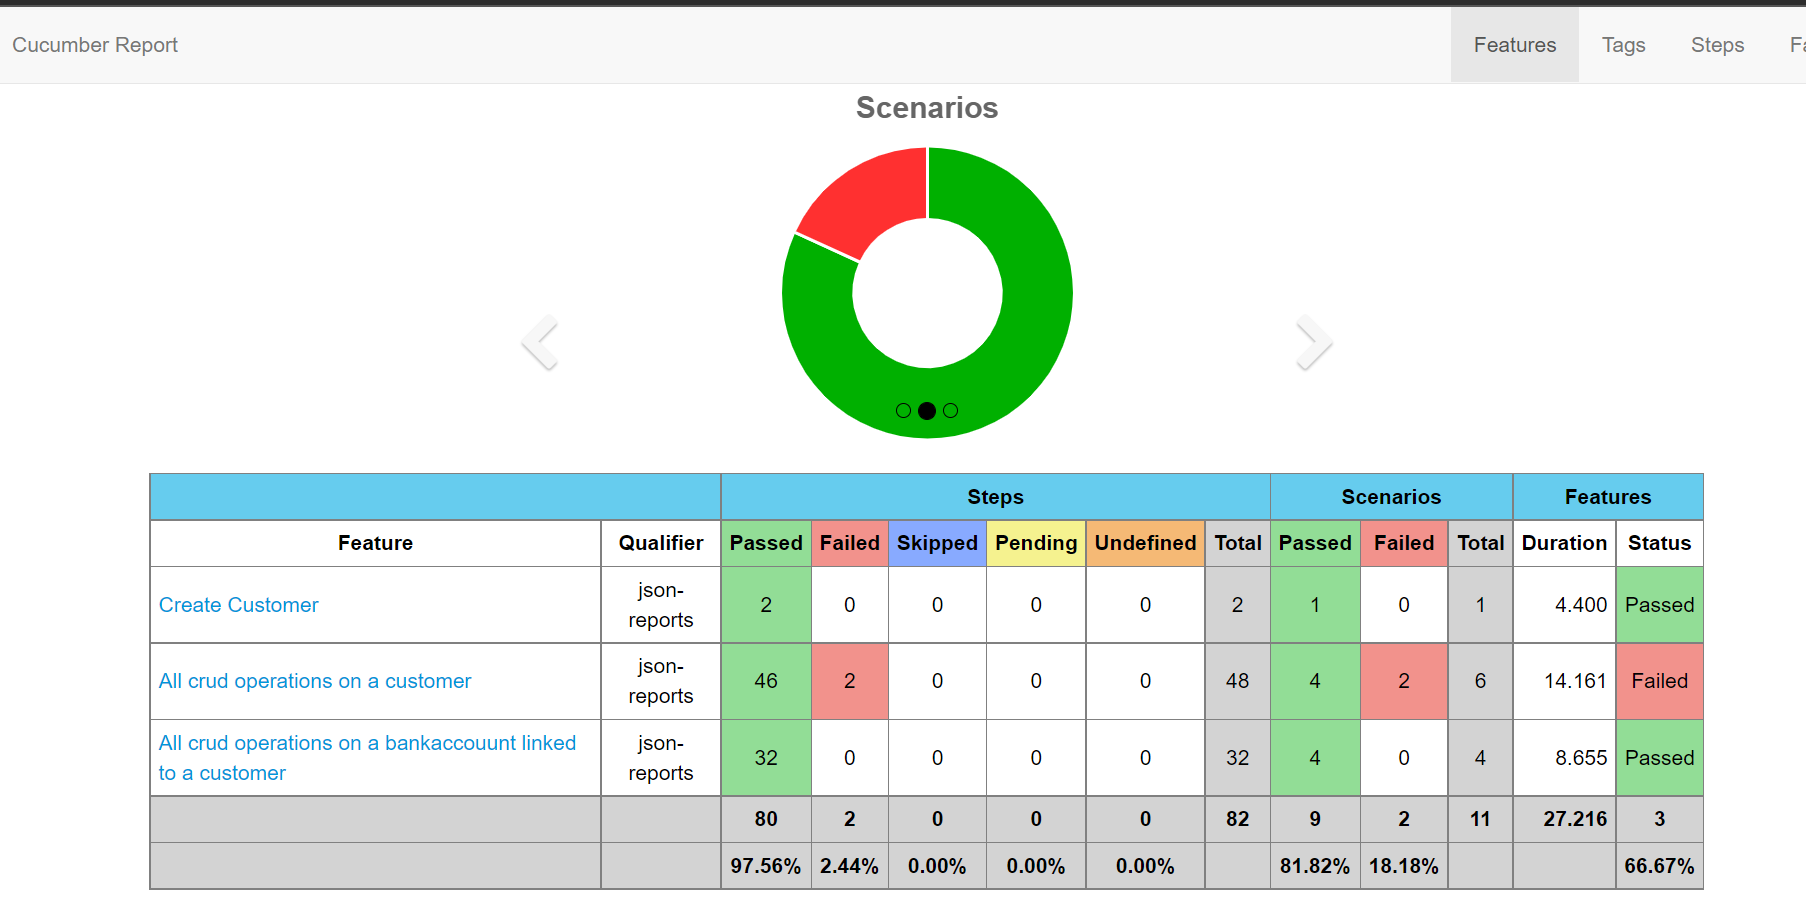 Cucumber Report Features Tags Steps
Scenarios
Steps Scenarios Features
Feature Qualifier Passed Failed Skipped Pending Undefined Total Passed Failed Total Duration Status
Create Customer json-reports 2 0 0 0 0 2 1 0 1 4.400 Passed
All crud operations on a customer json-reports 46 2 0 0 0 48 4 2 6 14.161 Failed
All crud operations on a bankaccouunt linked
to a customer json-reports 32 0 0 0 0 32 4 0 4 8.655 Passed
80 2 0 0 0 82 9 2 11 27.216 3
97.56% 2.44% 0.00% 0.00% 0.00% 81.82% 18.18% 66.67%